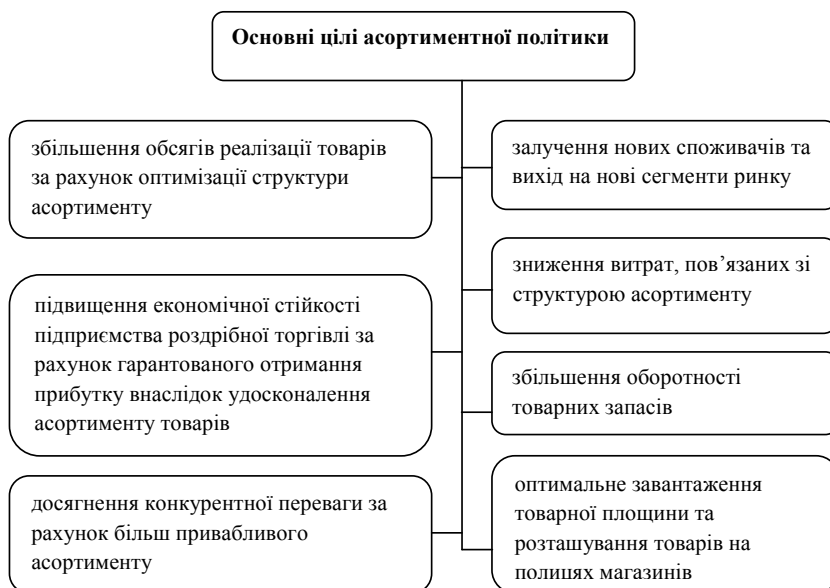 Основні цілі асортиментної політики
збільшення обсягів реалізації товарів
за рахунок оптимізації структури
асортименту
підвищення економічної стійкості
підприємства роздрібної торгівлі за
рахунок гарантованого отримання
прибутку внаслідок удосконалення
асортименту товарів
досягнення конкурентної переваги за
рахунок більш привабливого
асортименту
залучення нових споживачів та
вихід на нові сегменти ринку
зниження витрат, пов’язаних зі
структурою асортименту
збільшення оборотності
товарних запасів
оптимальне завантаження
товарної площини та
розташування товарів на
полицях магазинів